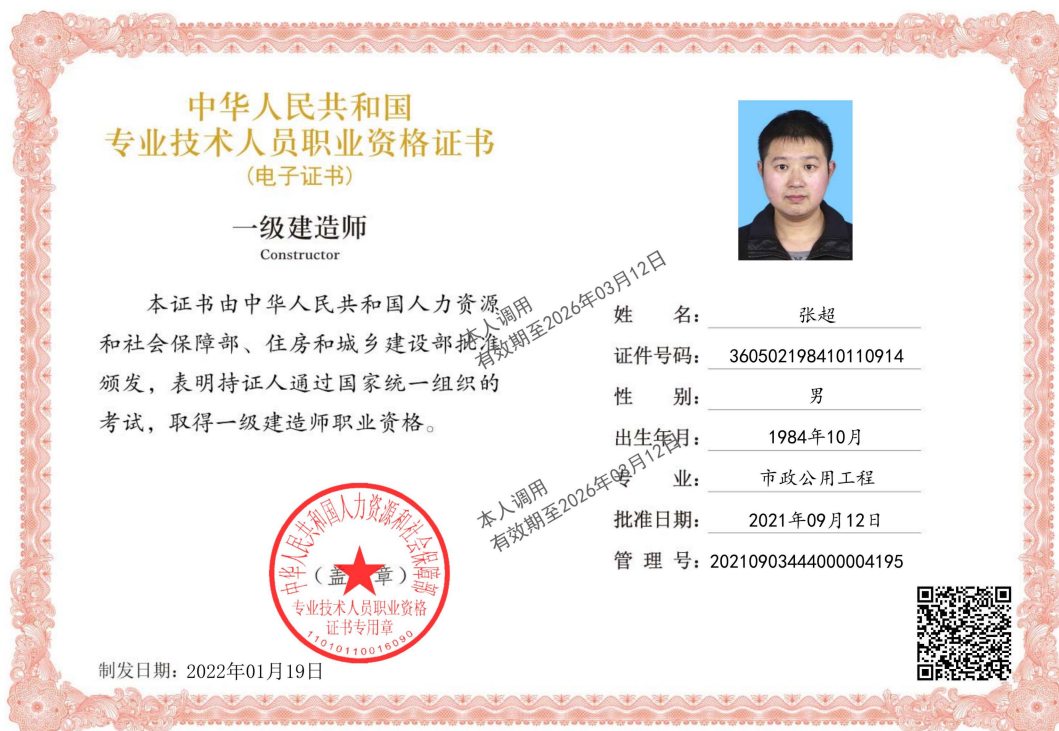 中华人民共和国
专业技术人员职业资格证书
(电子证书)
一级建造师
Constructor
本证书由中华人民共和国人力资源
和社会保障部、住房和城乡建设部批准
颁发，表明持证人通过国家统一组织的
考试，取得一级建造师职业资格。
本人调用
有效期至2026年03月12日
本人调用
有效期至2026年03月12日
姓 名： 张超
证件号码： 360502198410110914
性 别： 男
出生年月： 1984年10月
专 业： 市政公用工程
批准日期： 2021年09月12日
管 理 号： 20210903444000004195
中华人民共和国人力资源和社会保障部
（盖 章）
专业技术人员职业资格
证书专用章
11010110016090
制发日期：2022年01月19日